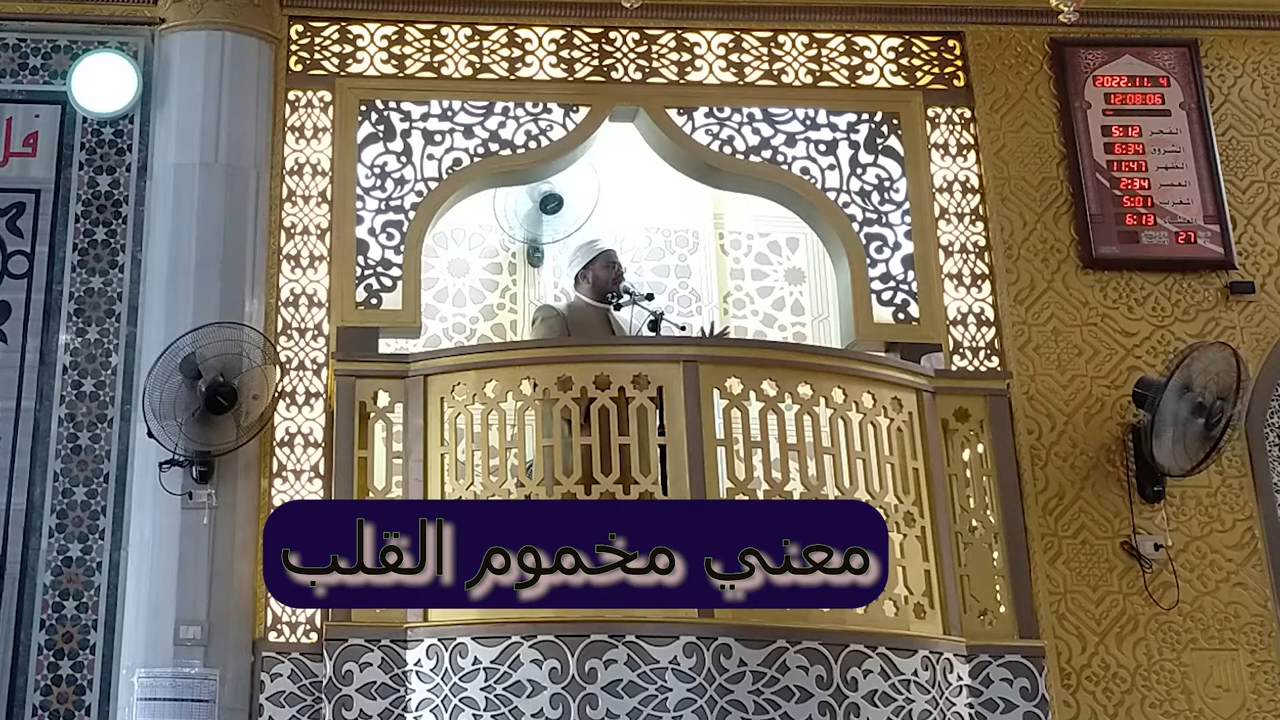 فل
2022.11. 4
12:08:06
الفجر 5:12
الشروق 6:34
الظهر 11:47
العصر 2:34
المغرب 5:01
العشاء 6:13
27
معني مخموم القلب